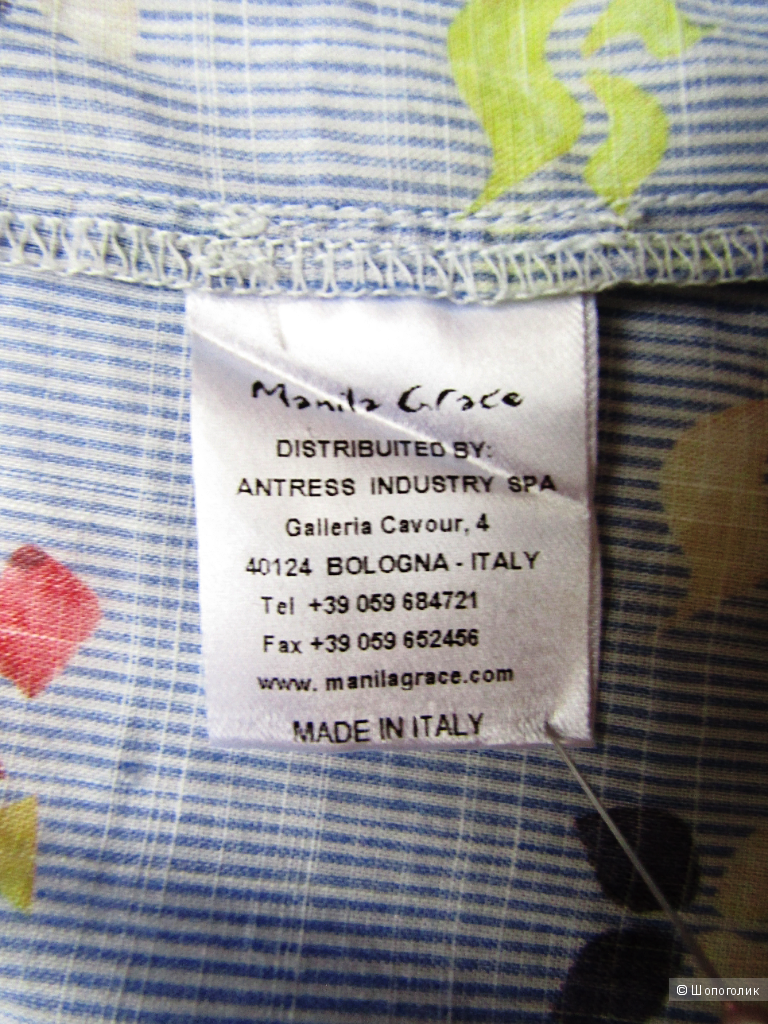 Manila Grace
DISTRIBUITED BY:
ANTRESS INDUSTRY SPA
Galleria Cavour, 4
40124 BOLOGNA - ITALY
Tel +39 059 684721
Fax +39 059 652456
www. manilagrace.com
MADE IN ITALY
© Шопоголик